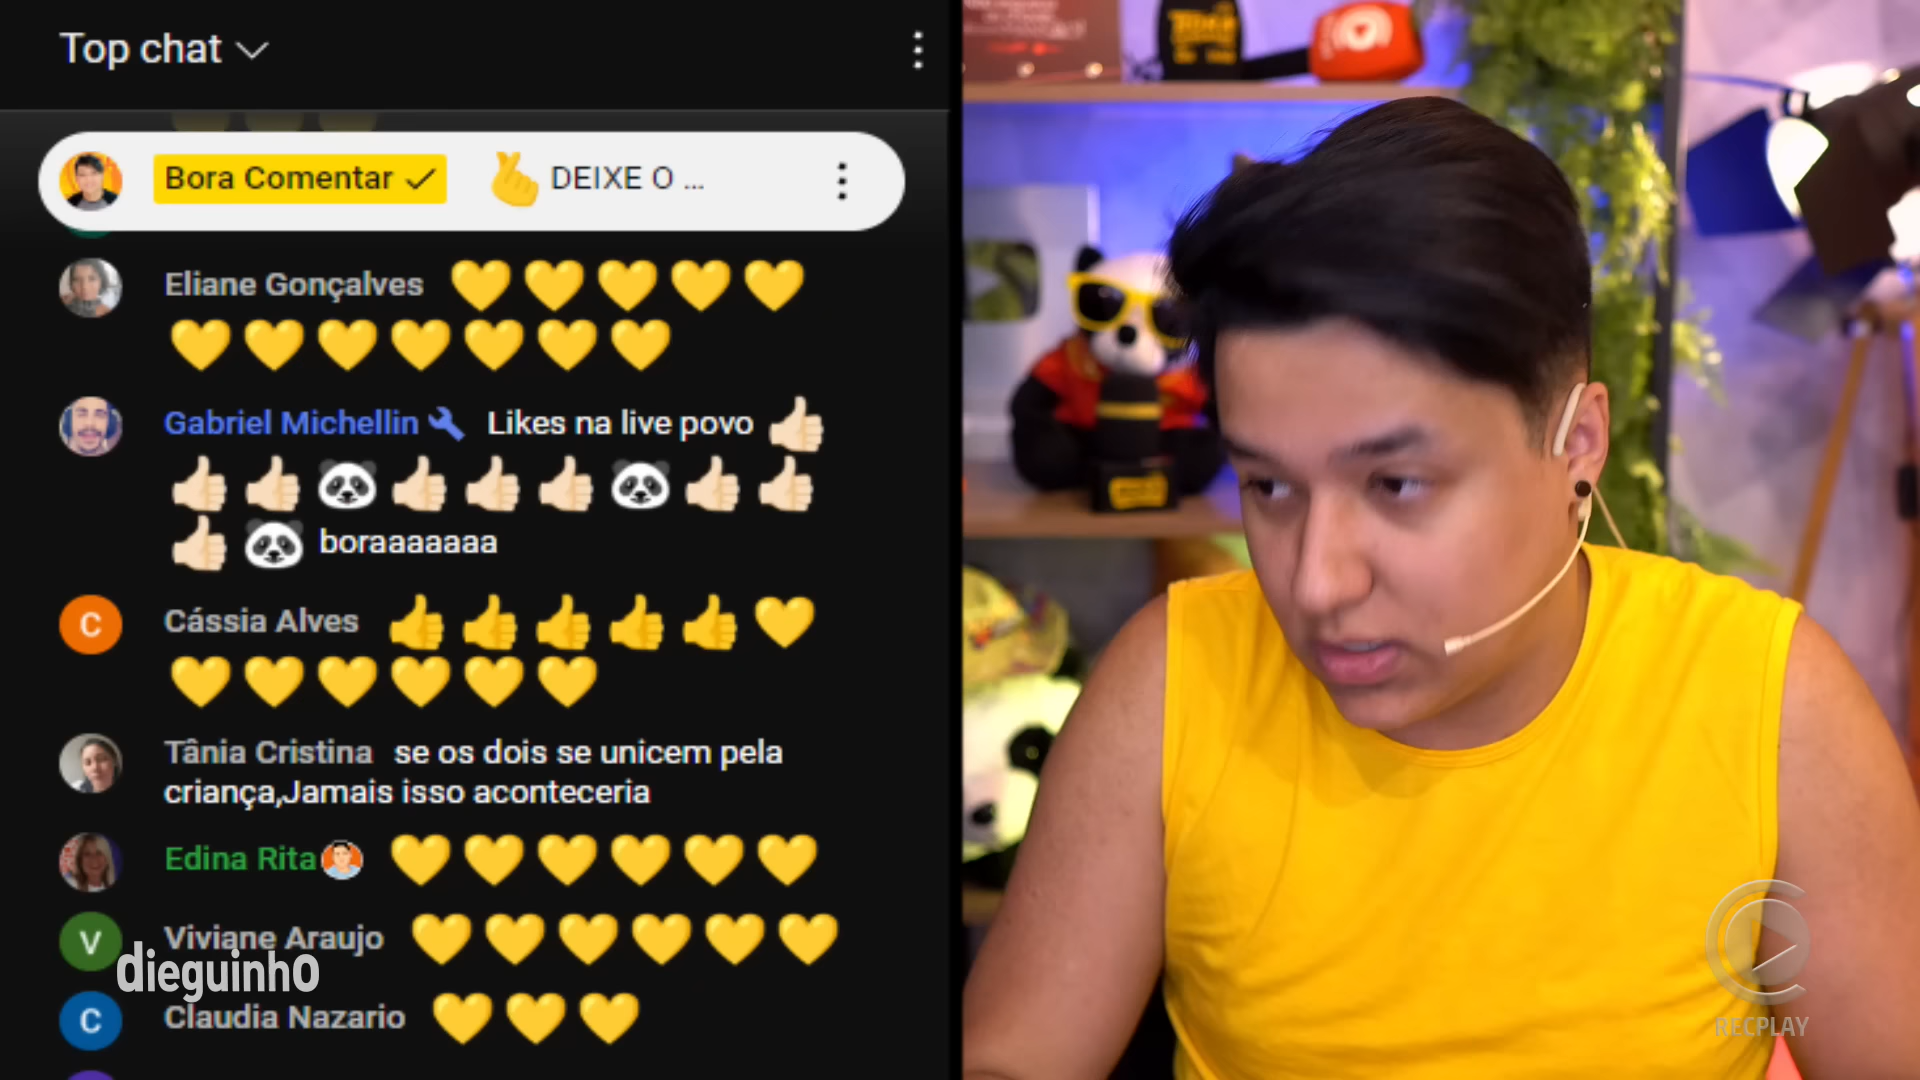 Top chat
Bora Comentar DEIXE O ...
Eliane Gonçalves
Gabriel Michellin Likes na live povo
boraaaaaaa
Cássia Alves
C
Tânia Cristina se os dois se unicem pela
criança,Jamais isso aconteceria
Edina Rita
V
Viviane Araujo
dieguinho
C
Claudia Nazario
RECPLAY